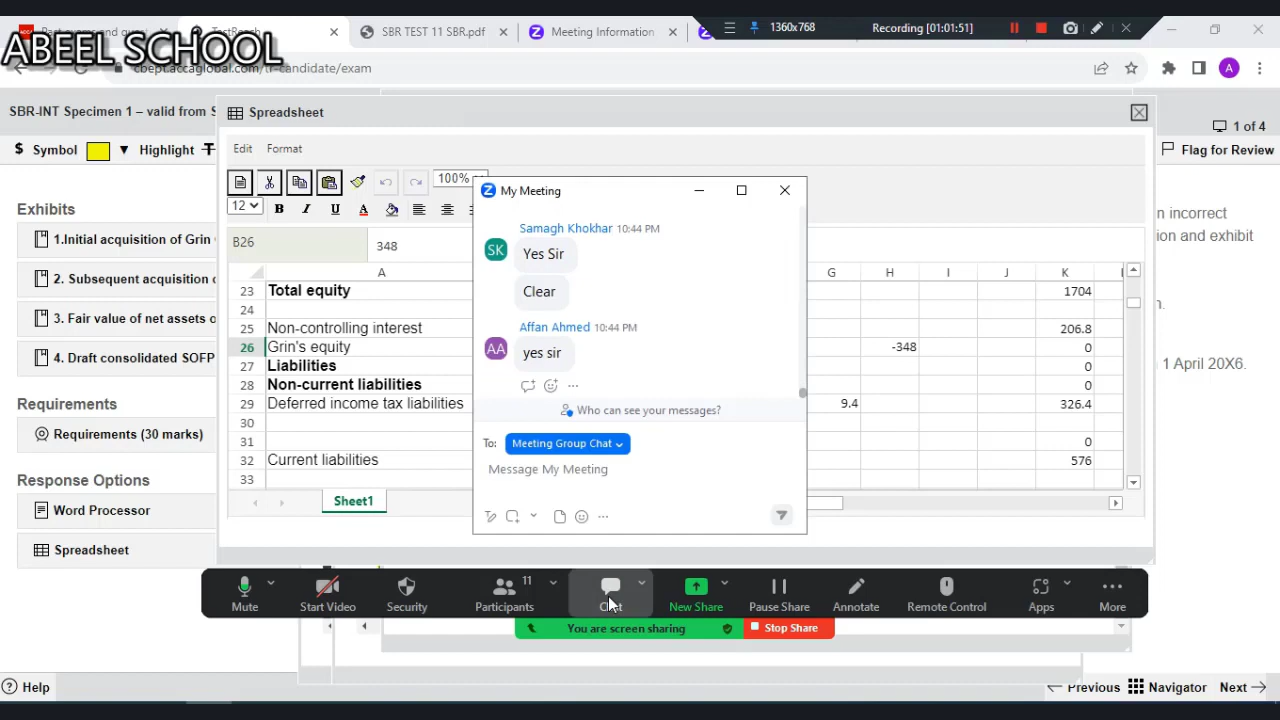 TestReach
SBR TEST 11 SBR.pdf
Meeting Information
1360x768
Recording [01:01:51]
ABEEL SCHOOL
cbept.accaglobal.com/tr-candidate/exam
A
SBR-INT Specimen 1 – valid from S
Spreadsheet
1 of 4
$ Symbol
Highlight
Flag for Review
Edit Format
100%
12
B I U A
Exhibits
1.Initial acquisition of Grin
2. Subsequent acquisition
3. Fair value of net assets o
4. Draft consolidated SOFP
Requirements
Requirements (30 marks)
Response Options
Word Processor
Spreadsheet
n incorrect
ion and exhibit
1 April 20X6.
B26
348
A G H I J K
23 Total equity 1704
24
25 Non-controlling interest 206.8
26 Grin's equity -348 0
27 Liabilities 0
28 Non-current liabilities 0
29 Deferred income tax liabilities 9.4 326.4
30
31 0
32 Current liabilities 576
33
Sheet1
My Meeting
Samagh Khokhar 10:44 PM
SK
Yes Sir
Clear
Affan Ahmed 10:44 PM
AA
yes sir
Who can see your messages?
To: Meeting Group Chat
Message My Meeting
Mute
Start Video
Security
Participants 11
Chat
New Share
Pause Share
Annotate
Remote Control
Apps
More
You are screen sharing
Stop Share
Help
Previous
Navigator
Next